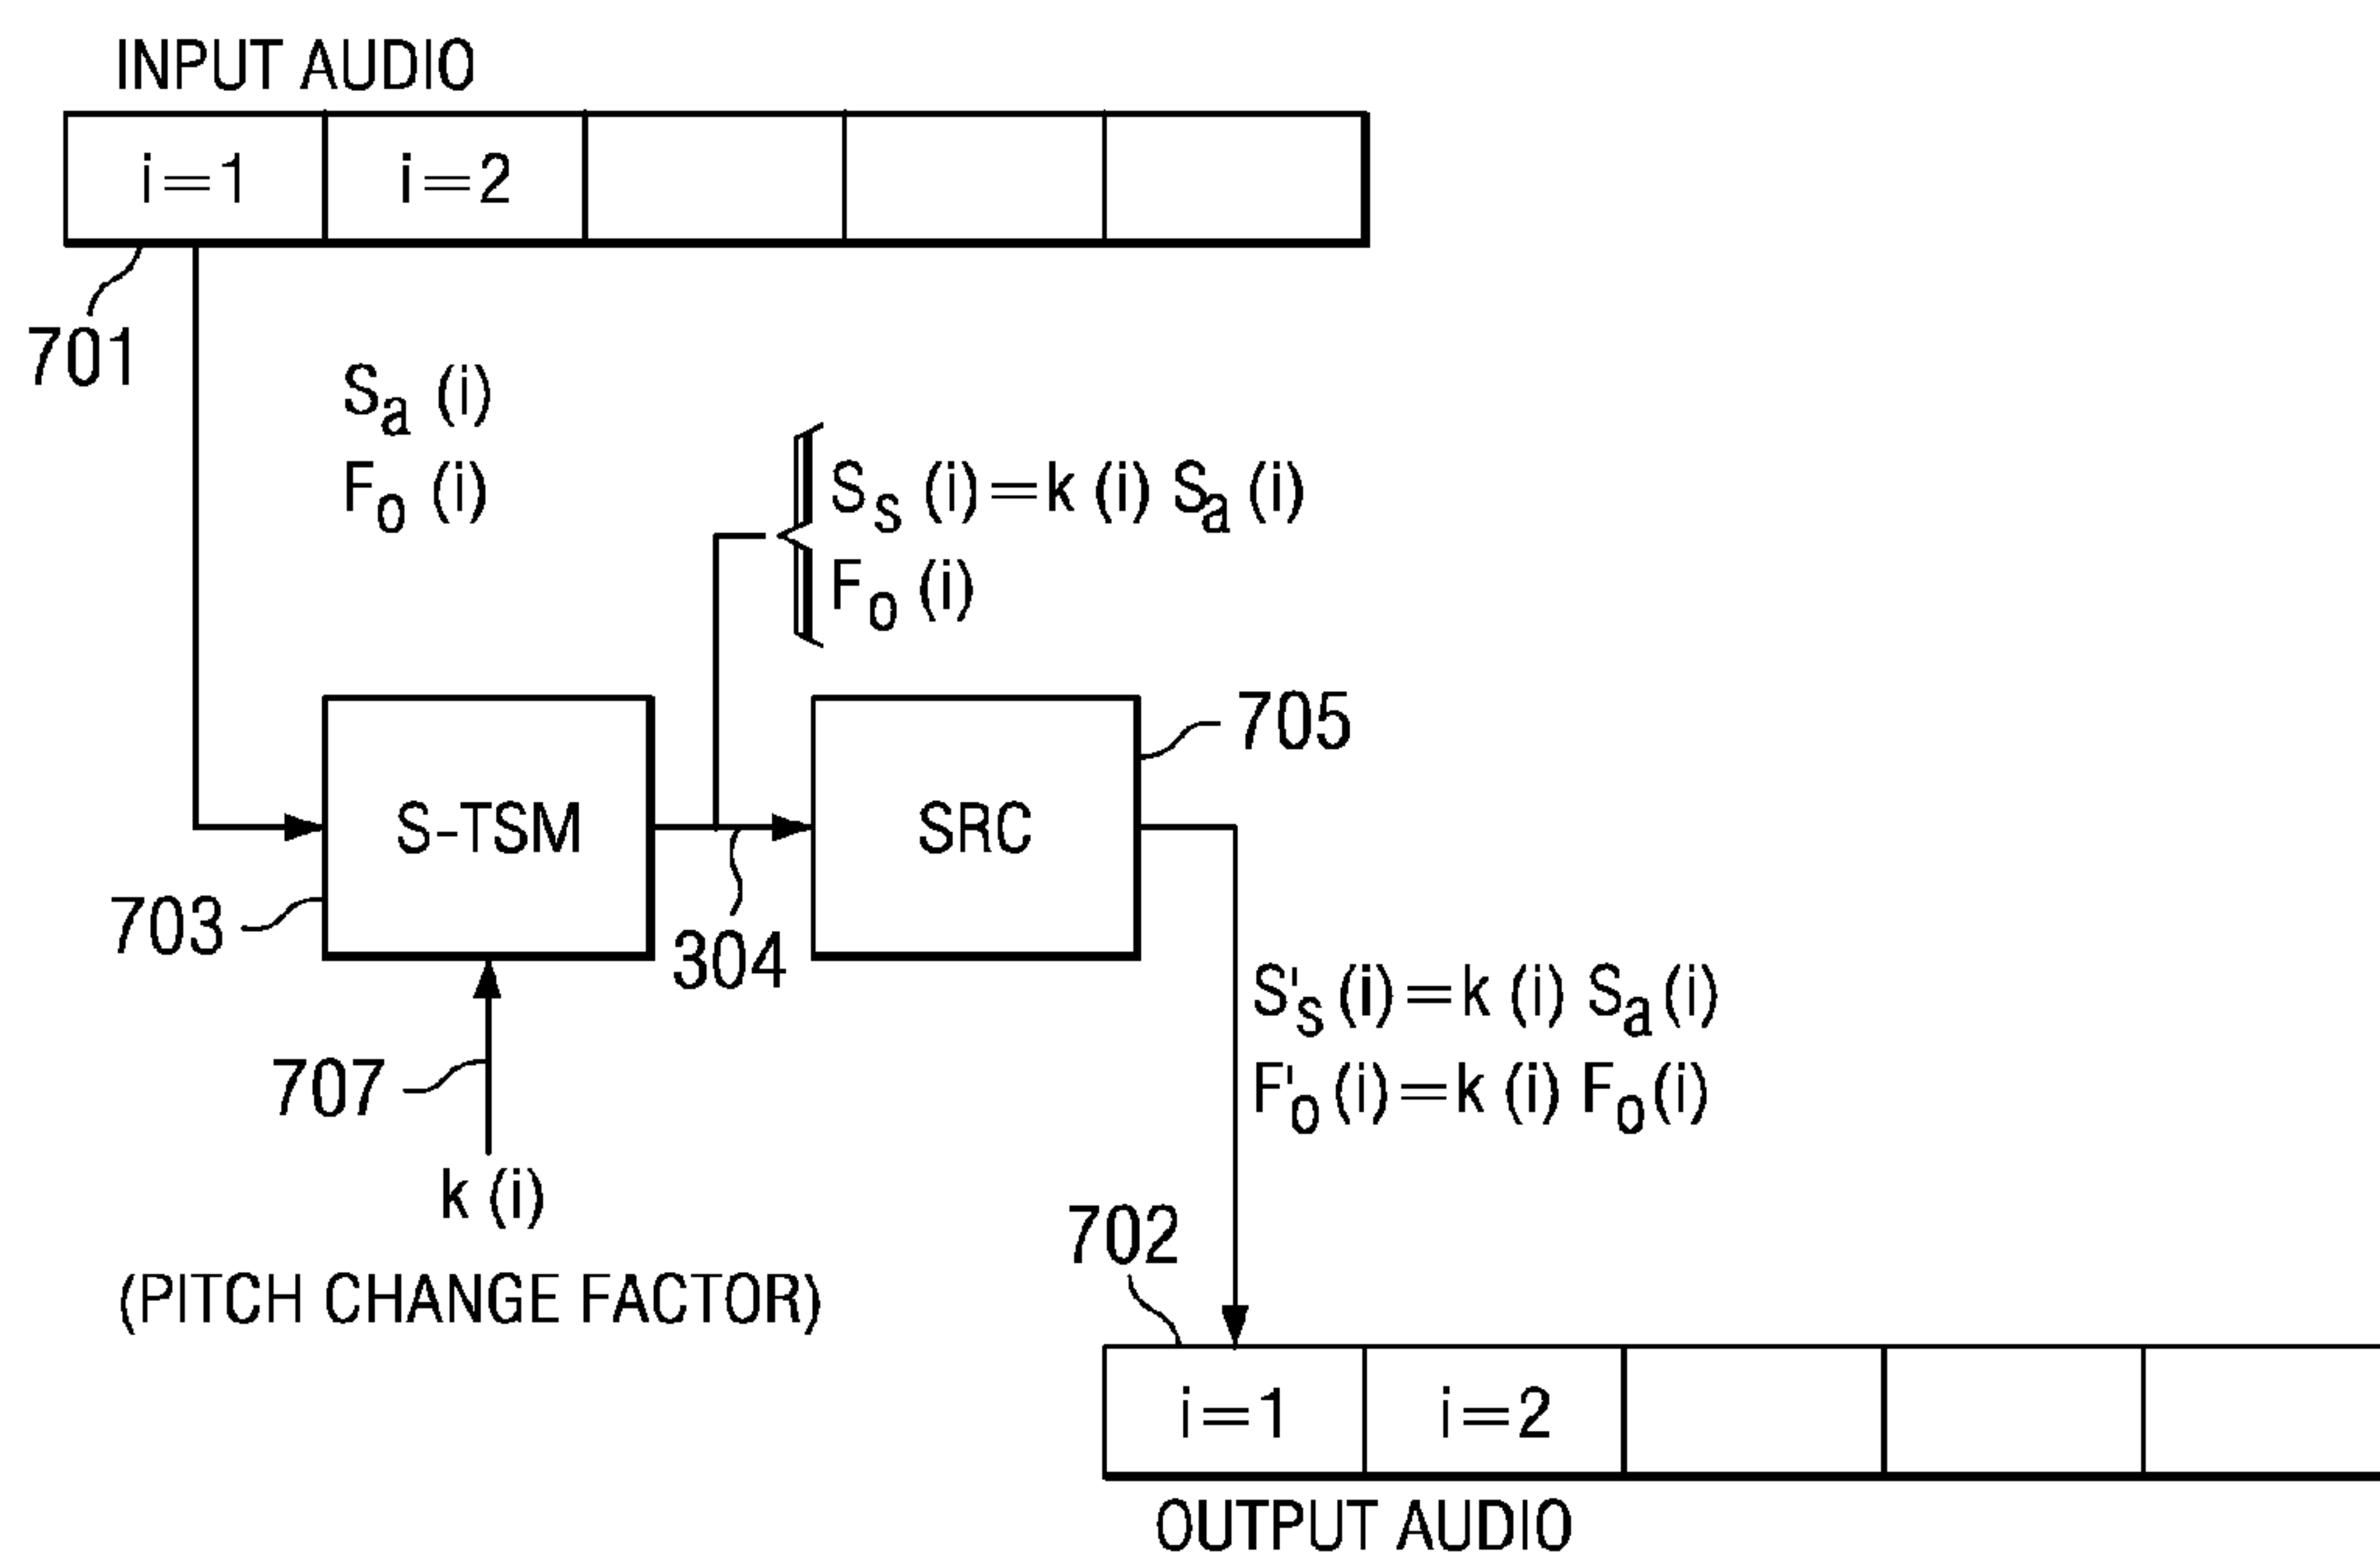 INPUT AUDIO
i=1
i=2
701
Sa (i)
Fo (i)
Ss (i)=k (i) Sa (i)
Fo (i)
705
S-TSM
SRC
703
304
S's (i)=k (i) Sa (i)
F'o (i)=k (i) Fo (i)
707
k (i)
702
(PITCH CHANGE FACTOR)
i=1
i=2
OUTPUT AUDIO